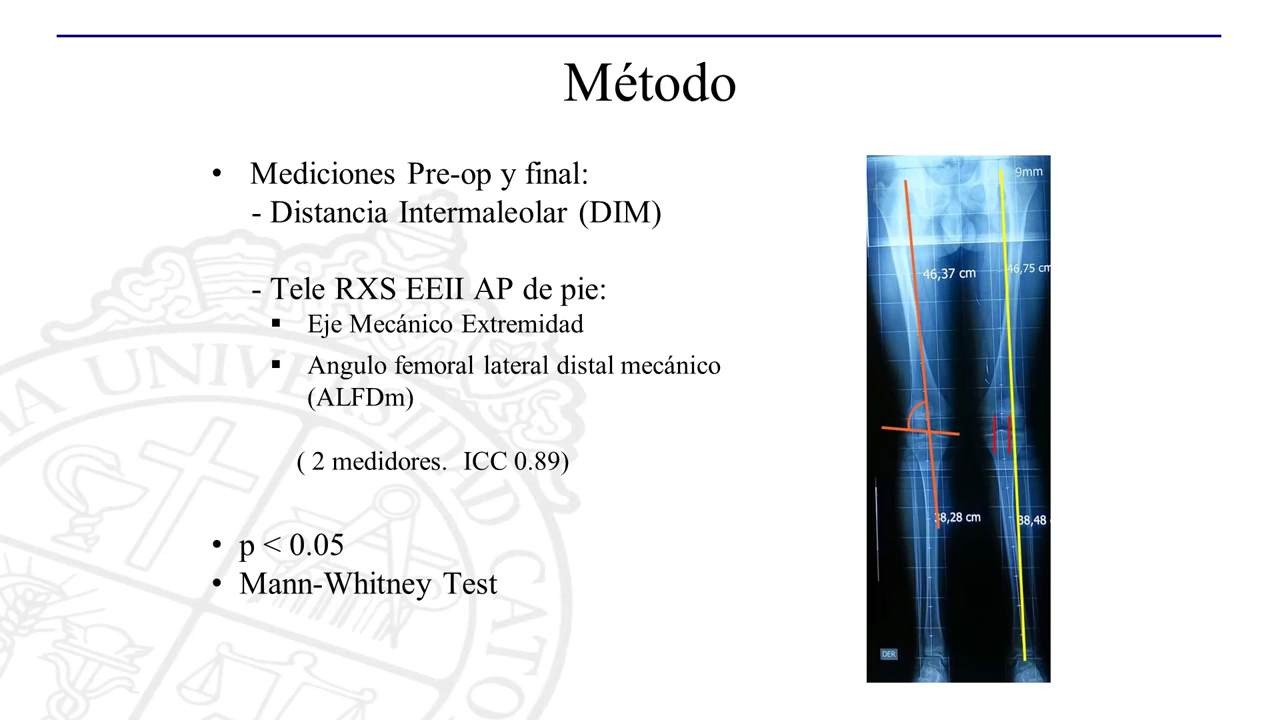 Método
• Mediciones Pre-op y final:
- Distancia Intermaleolar (DIM)
- Tele RXS EEII AP de pie:
▪ Eje Mecánico Extremidad
▪ Angulo femoral lateral distal mecánico
(ALFDm)
( 2 medidores. ICC 0.89)
• p < 0.05
• Mann-Whitney Test
9mm
46,37 cm
46,75 cm
38,28 cm
38,48
DER
UNIVERSIDAD CATO